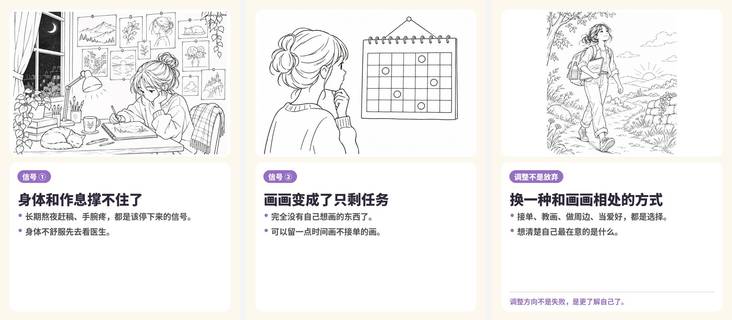 信号 ①
身体和作息撑不住了
长期熬夜赶稿、手腕疼，都是该停下来的信号。
身体不舒服先去看医生。
信号 ②
画画变成了只剩任务
完全没有自己想画的东西了。
可以留一点时间画不接单的画。
调整不是放弃
换一种和画画相处的方式
接单、教画、做周边、当爱好，都是选择。
想清楚自己最在意的是什么。
调整方向不是失败，是更了解自己了。